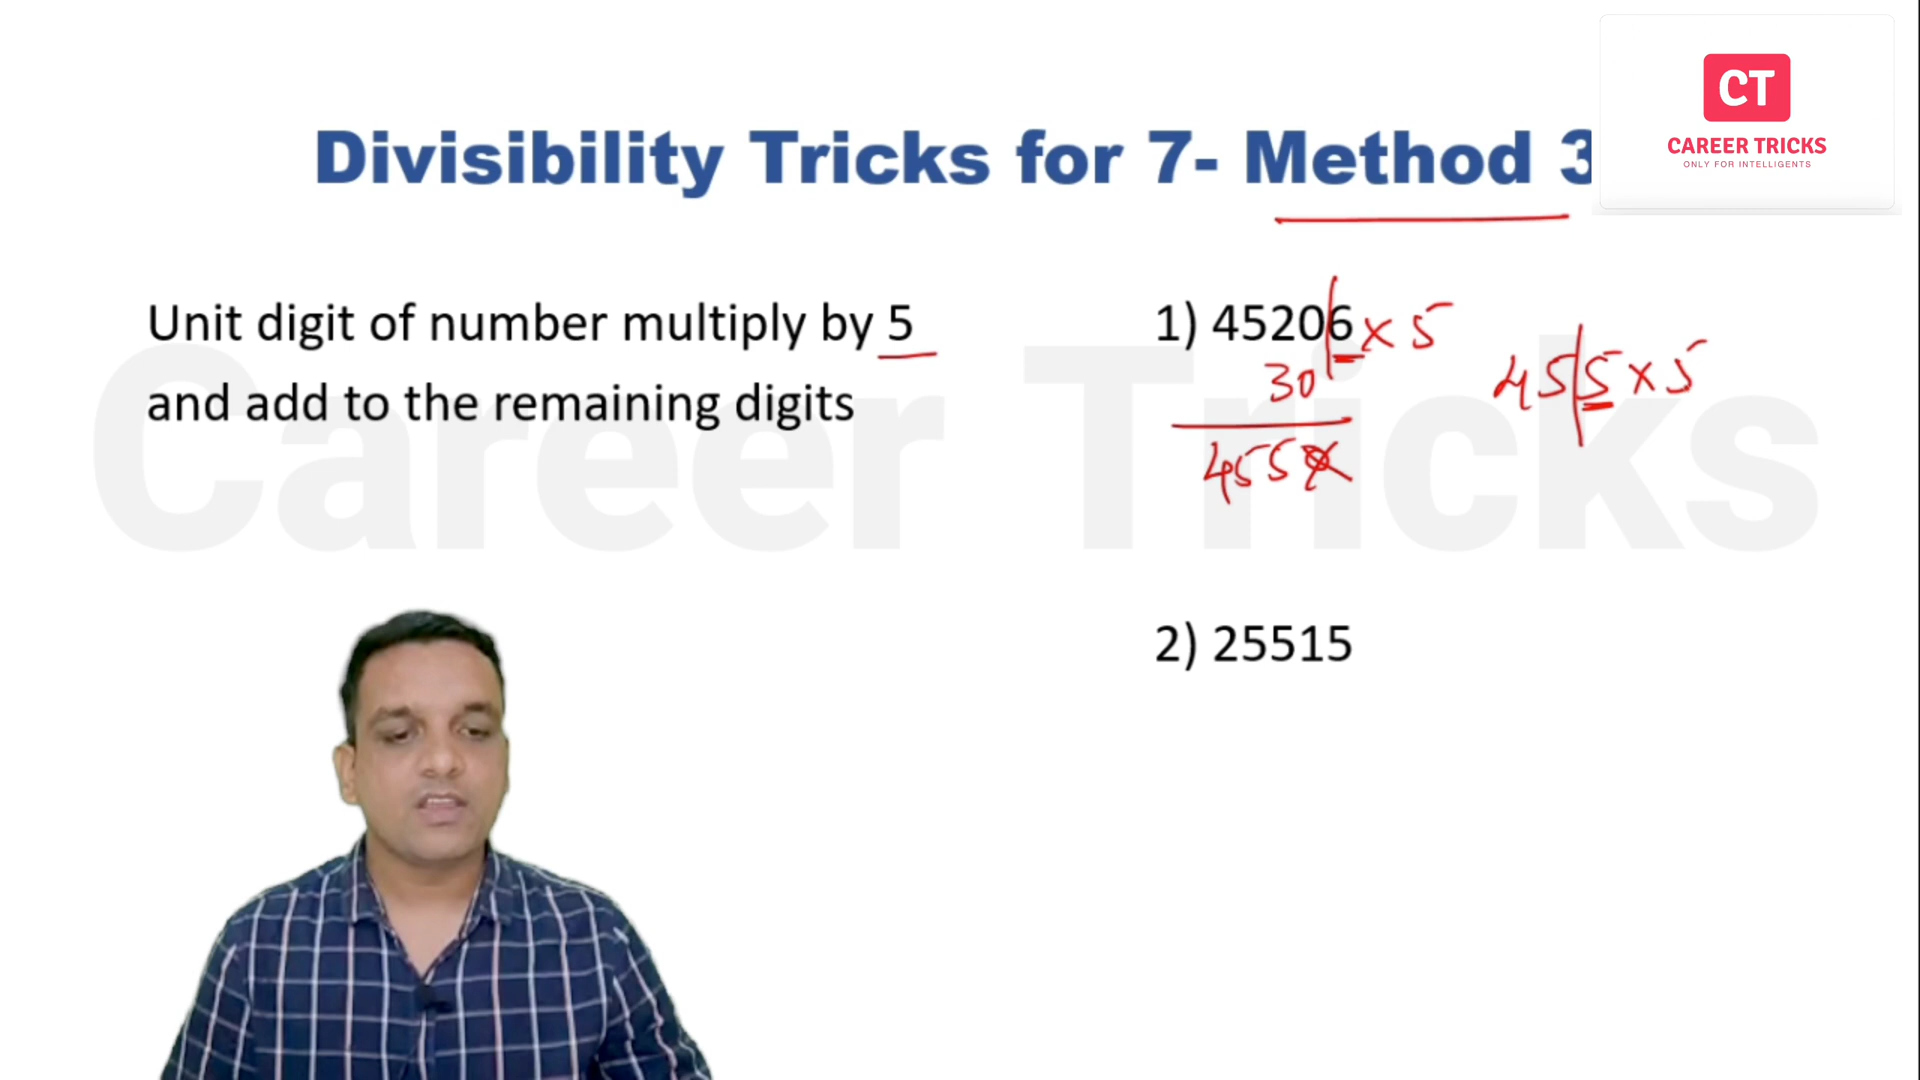 CT
CAREER TRICKS
ONLY FOR INTELLIGENTS
Divisibility Tricks for 7- Method 3
Unit digit of number multiply by 5
and add to the remaining digits
1) 45206 x 5
30
455
455 x 5
2) 25515
Career Tricks